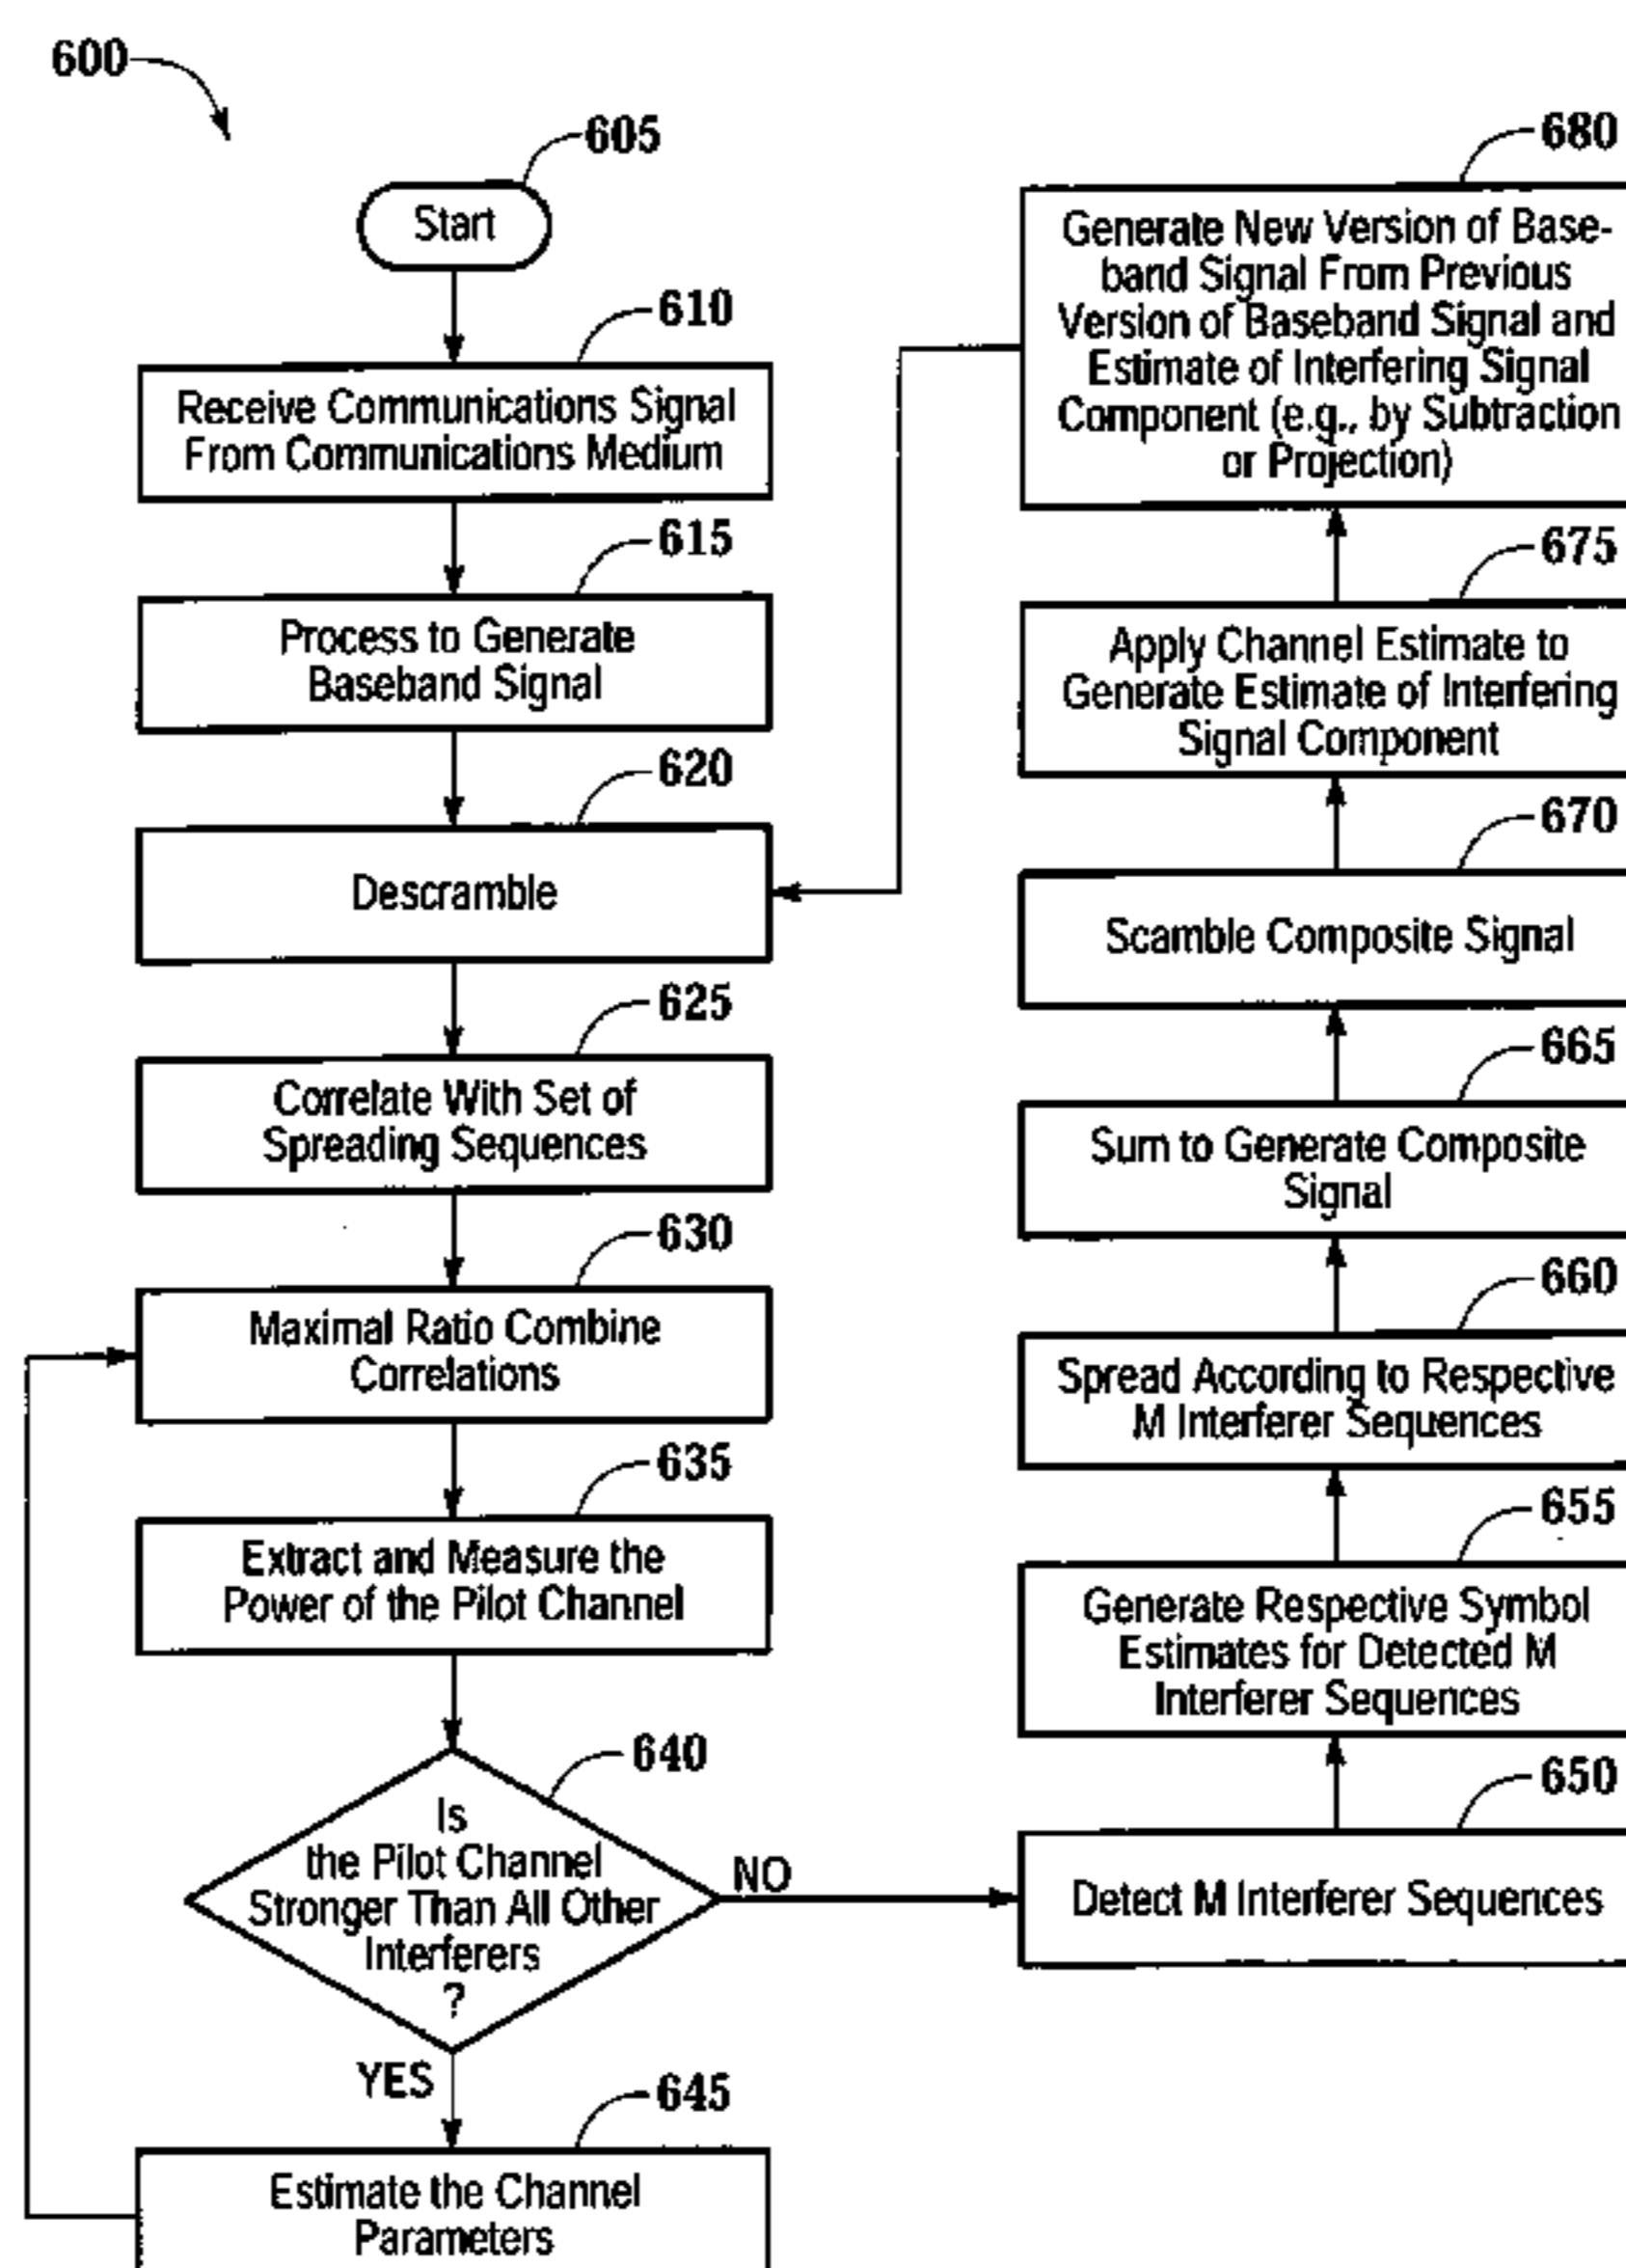 600
605
Start
610
Receive Communications Signal
From Communications Medium
615
Process to Generate
Baseband Signal
620
Descramble
625
Correlate With Set of
Spreading Sequences
630
Maximal Ratio Combine
Correlations
635
Extract and Measure the
Power of the Pilot Channel
640
Is
the Pilot Channel
Stronger Than All Other
Interferers
?
NO
YES
645
Estimate the Channel
Parameters
650
Detect M Interferer Sequences
655
Generate Respective Symbol
Estimates for Detected M
Interferer Sequences
660
Spread According to Respective
M Interferer Sequences
665
Sum to Generate Composite
Signal
670
Scamble Composite Signal
675
Apply Channel Estimate to
Generate Estimate of Interfering
Signal Component
680
Generate New Version of Base-
band Signal From Previous
Version of Baseband Signal and
Estimate of Interfering Signal
Component (e.g., by Subtraction
or Projection)